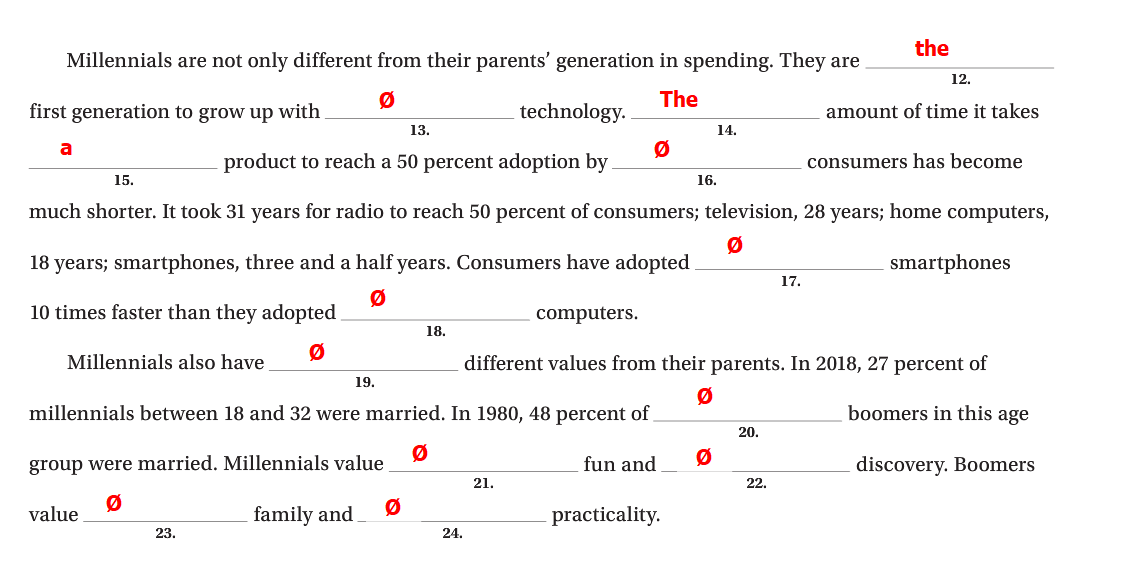 Millennials are not only different from their parents' generation in spending. They are the
12.
first generation to grow up with Ø technology. The amount of time it takes
13. 14.
a product to reach a 50 percent adoption by Ø consumers has become
15. 16.
much shorter. It took 31 years for radio to reach 50 percent of consumers; television, 28 years; home computers,
18 years; smartphones, three and a half years. Consumers have adopted Ø smartphones
17.
10 times faster than they adopted Ø computers.
18.
Millennials also have Ø different values from their parents. In 2018, 27 percent of
19.
millennials between 18 and 32 were married. In 1980, 48 percent of Ø boomers in this age
20.
group were married. Millennials value Ø fun and Ø discovery. Boomers
21. 22.
value Ø family and Ø practicality.
23. 24.